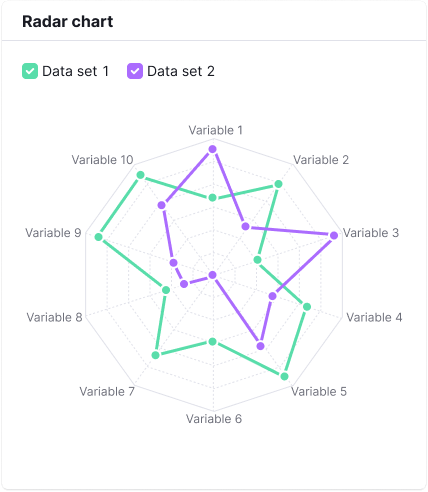 Radar chart
Data set 1 Data set 2
Variable 1
Variable 10 Variable 2
Variable 9 Variable 3
Variable 8 Variable 4
Variable 7 Variable 5
Variable 6